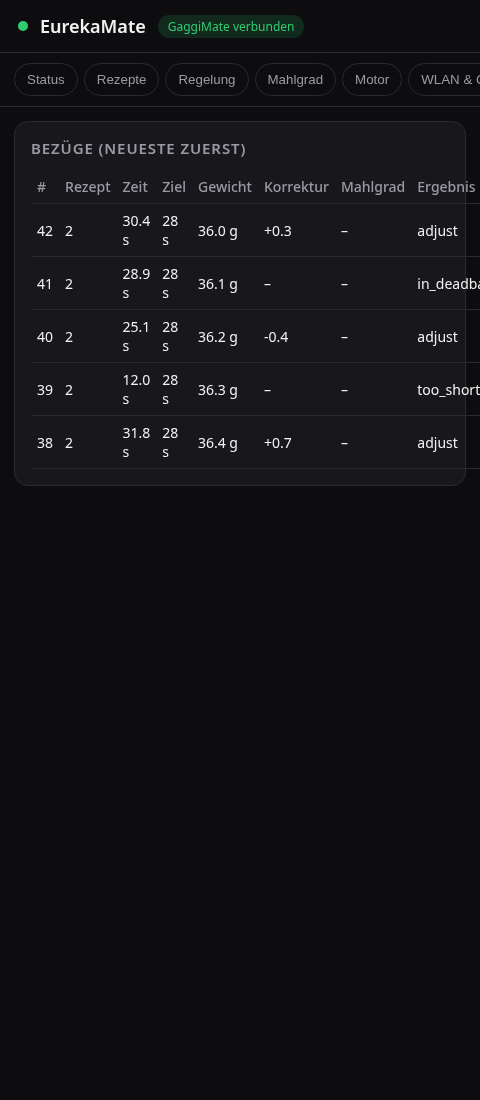 EurekaMate GaggiMate verbunden
Status Rezepte Regelung Mahlgrad Motor WLAN &
BEZÜGE (NEUESTE ZUERST)
# Rezept Zeit Ziel Gewicht Korrektur Mahlgrad Ergebnis
42 2 30.4 s 28 s 36.0 g +0.3 – adjust
41 2 28.9 s 28 s 36.1 g – – in_deadba
40 2 25.1 s 28 s 36.2 g -0.4 – adjust
39 2 12.0 s 28 s 36.3 g – – too_short
38 2 31.8 s 28 s 36.4 g +0.7 – adjust